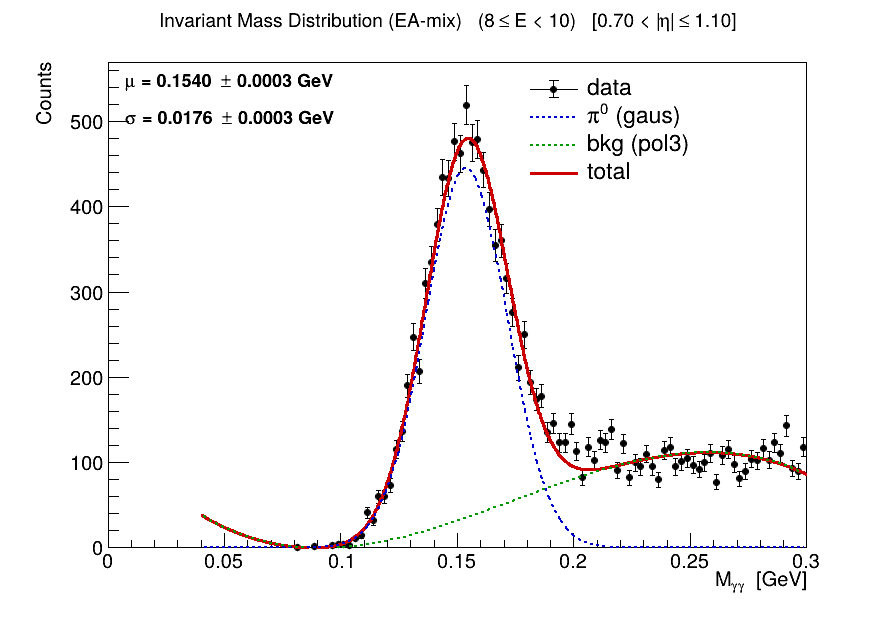 Invariant Mass Distribution (EA-mix)   (8 ≤ E < 10)   [0.70 < |η| ≤ 1.10]
Counts
μ = 0.1540 ± 0.0003 GeV
σ = 0.0176 ± 0.0003 GeV
data
π⁰ (gaus)
bkg (pol3)
total
500
400
300
200
100
0
0 0.05 0.1 0.15 0.2 0.25 0.3
Mγγ [GeV]